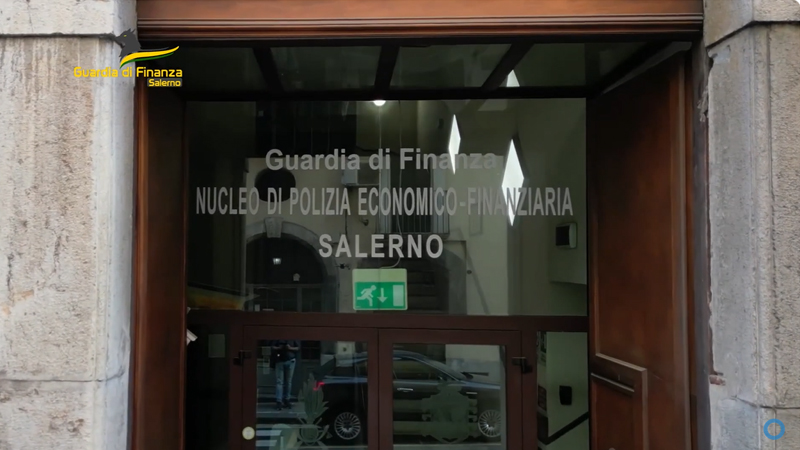 Guardia di Finanza
Salerno
Guardia di Finanza
NUCLEO DI POLIZIA ECONOMICO-FINANZIARIA
SALERNO